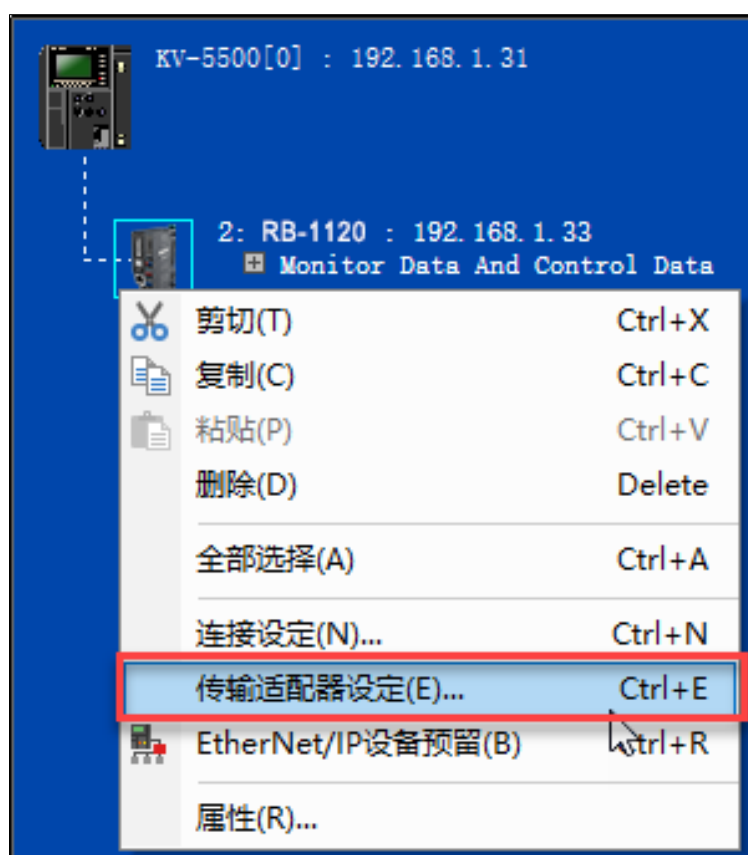 KV-5500[0] : 192.168.1.31
2: RB-1120 : 192.168.1.33
Monitor Data And Control Data
剪切(T) Ctrl+X
复制(C) Ctrl+C
粘贴(P) Ctrl+V
删除(D) Delete
全部选择(A) Ctrl+A
连接设定(N)... Ctrl+N
传输适配器设定(E)... Ctrl+E
EtherNet/IP设备预留(B) Ctrl+R
属性(R)...